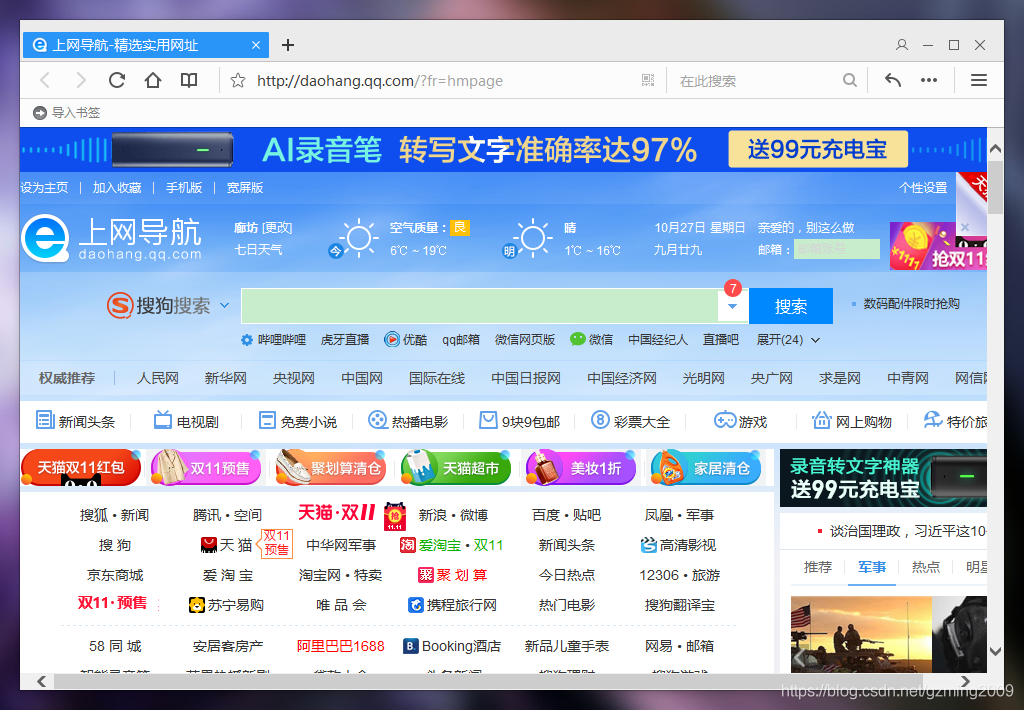 上网导航-精选实用网址
http://daohang.qq.com/?fr=hmpage
在此搜索
导入书签
AI录音笔 转写文字准确率达97% 送99元充电宝
设为主页 | 加入收藏 | 手机版 | 宽屏版
个性设置
上网导航
daohang.qq.com
廊坊 [更改]
七日天气
今
空气质量：良
6℃ ~ 19℃
明
晴
1℃ ~ 16℃
10月27日 星期日
九月廿九
亲爱的，别这么做
邮箱：
¥1111
抢双11
搜狗搜索
7
搜索
数码配件限时抢购
哔哩哔哩 虎牙直播 优酷 qq邮箱 微信网页版 微信 中国经纪人 直播吧 展开(24)
权威推荐 人民网 新华网 央视网 中国网 国际在线 中国日报网 中国经济网 光明网 央广网 求是网 中青网 网信网
新闻头条 电视剧 免费小说 热播电影 9块9包邮 彩票大全 游戏 网上购物 特价旅
天猫双11红包 双11预售 聚划算清仓 天猫超市 美妆1折 家居清仓
录音转文字神器
送99元充电宝
搜狐 • 新闻 腾讯 • 空间 天猫·双11 抢 11.11 新浪 • 微博 百度 • 贴吧 凤凰 • 军事
谈治国理政，习近平这10
搜 狗 天 猫 双11预售 中华网军事 淘 爱淘宝 • 双11 新闻头条 高清影视
推荐 军事 热点 明星
京东商城 爱 淘 宝 淘宝网 • 特卖 聚 聚 划 算 今日热点 12306 • 旅游
双11·预售 苏宁易购 唯 品 会 携程旅行网 热门电影 搜狗翻译宝
58 同 城 安居客房产 阿里巴巴1688 B. Booking酒店 新品儿童手表 网易 • 邮箱
https://blog.csdn.net/gzming2009